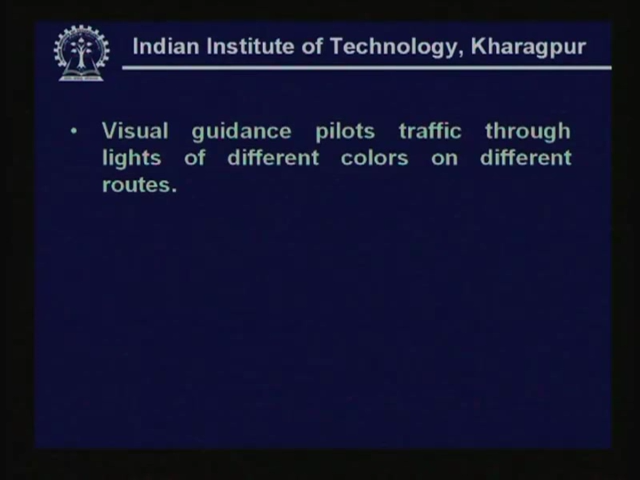 Indian Institute of Technology, Kharagpur
• Visual guidance pilots traffic through
lights of different colors on different
routes.